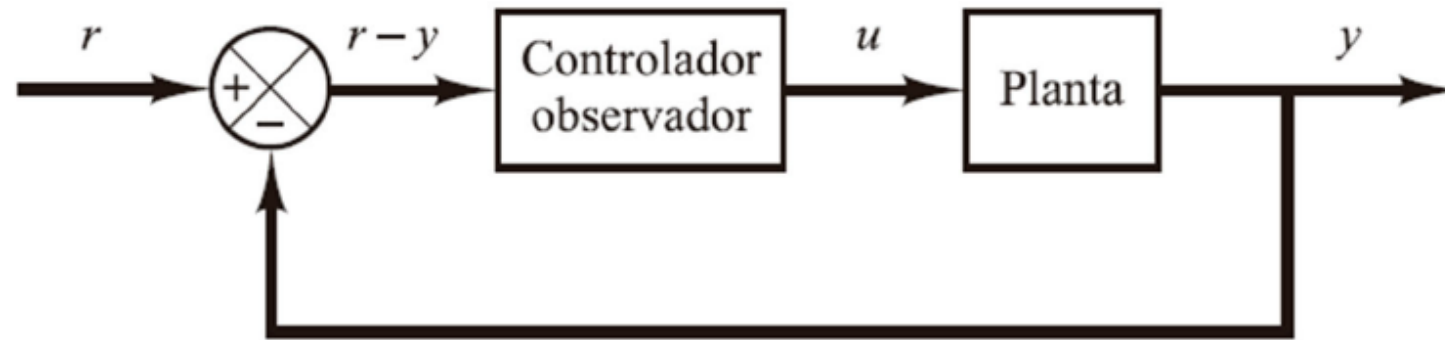 r
r − y
Controlador
observador
u
Planta
y
+
−